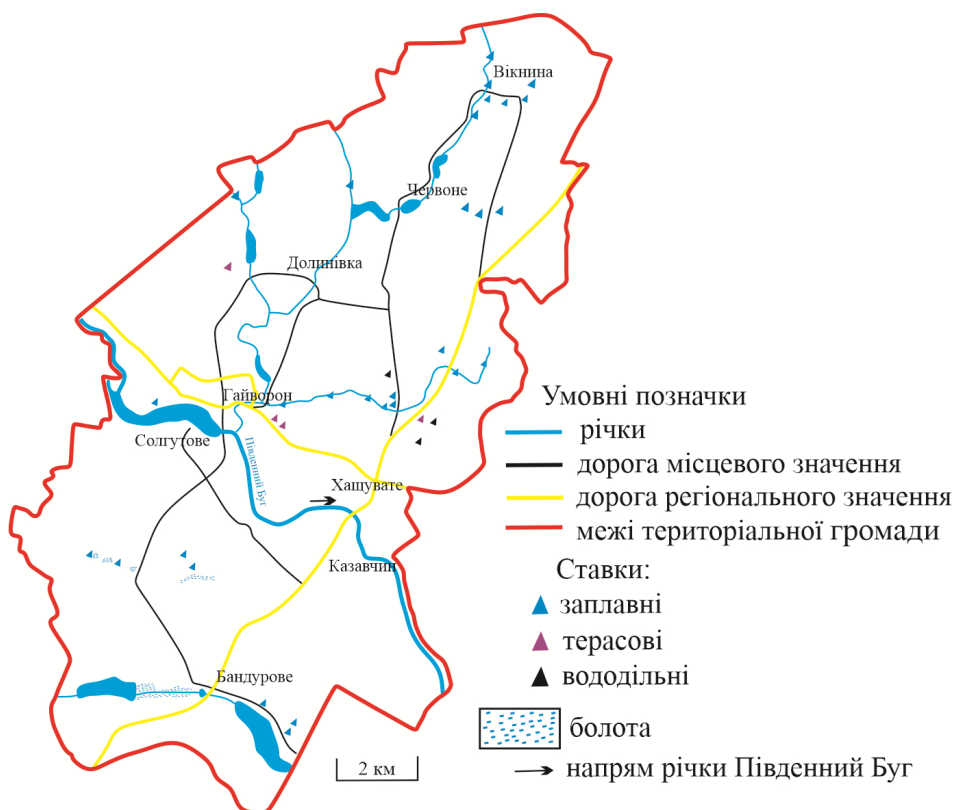 Вікнина
Червоне
Долинівка
Гайворон
Солгутове
Південний Буг
Хащувате
Казавчин
Бандурове
2 км
Умовні позначки
річки
дорога місцевого значення
дорога регіонального значення
межі територіальної громади
Ставки:
заплавні
терасові
вододільні
болота
напрям річки Південний Буг